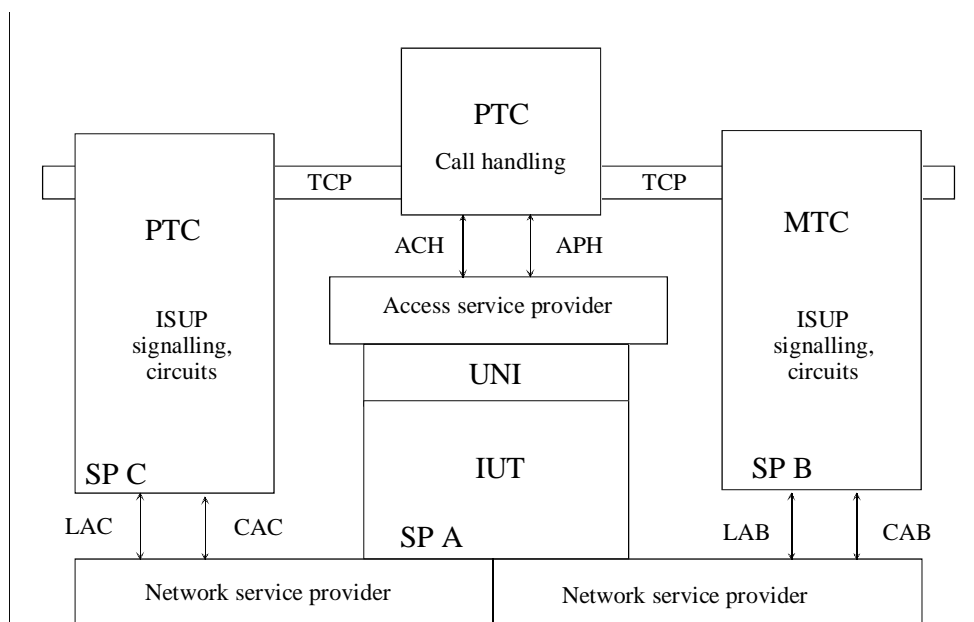 PTC
Call handling
TCP
TCP
PTC
MTC
ACH
APH
Access service provider
ISUP
signalling,
circuits
ISUP
signalling,
circuits
UNI
IUT
SP C
SP B
LAC
CAC
SP A
LAB
CAB
Network service provider
Network service provider